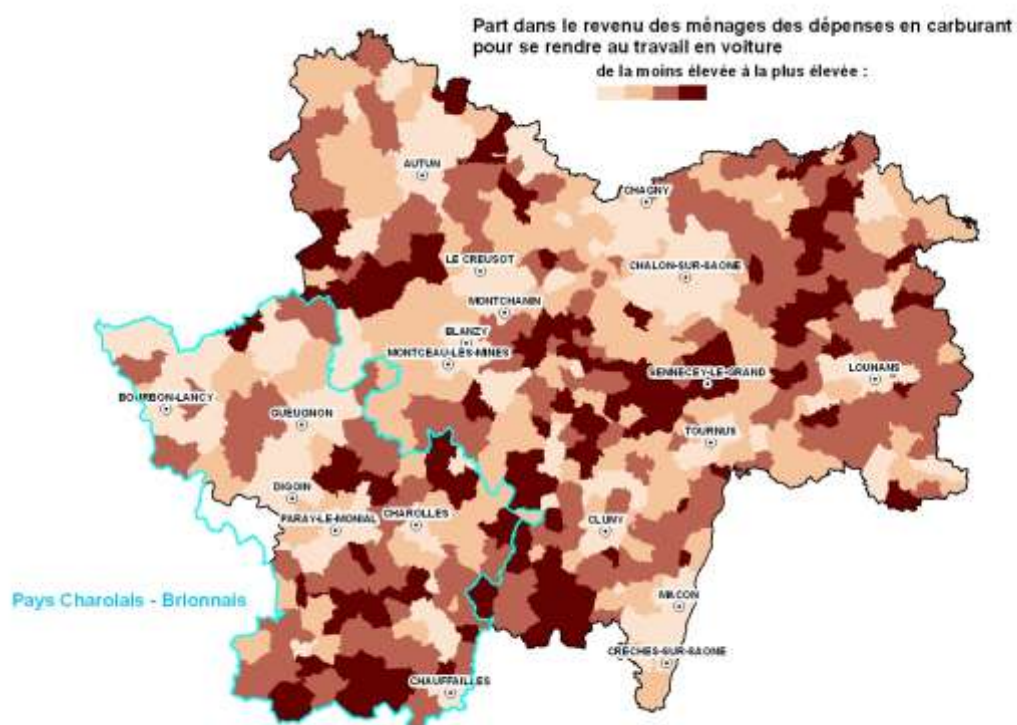 Part dans le revenu des ménages des dépenses en carburant
pour se rendre au travail en voiture
de la moins élevée à la plus élevée :
AUTUN
CHAGNY
LE CREUSOT
CHALON-SUR-SAONE
MONTCHANIN
BLANZY
MONTCEAU-LES-MINES
SENNECEY-LE-GRAND
LOUHANS
BOURBON-LANCY
GUEUGNON
TOURNUS
DIGOIN
PARAY-LE-MONIAL
CHAROLLES
CLUNY
Pays Charolais - Brionnais
MACON
CRECHES-SUR-SAONE
CHAUFFAILLES